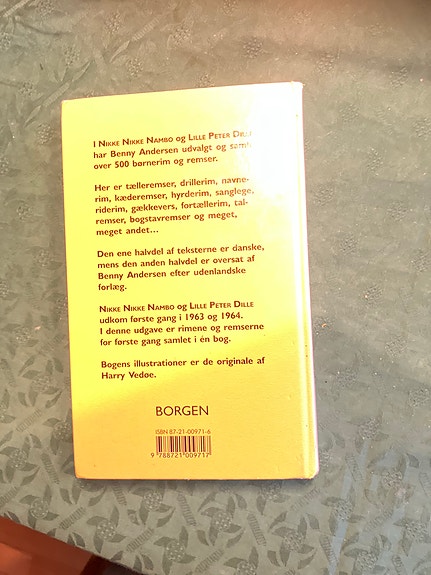 I NIKKE NIKKE NAMBO og LILLE PETER DILLE
har Benny Andersen udvalgt og
over 500 børnerim og remser.
Her er tælleremser, drillerim, navne-
rim, kæderemser, hyrderim, sanglege,
riderim, gækkevers, fortællerim, tal-
remser, bogstavremser og meget,
meget andet...
Den ene halvdel af teksterne er danske,
mens den anden halvdel er oversat af
Benny Andersen efter udenlandske
forlæg.
NIKKE NIKKE NAMBO og LILLE PETER DILLE
udkom første gang i 1963 og 1964.
I denne udgave er rimene og remserne
for første gang samlet i én bog.
Bogens illustrationer er de originale af
Harry Vedøe.
BORGEN
ISBN 87-21-00971-6
9 788721 009717